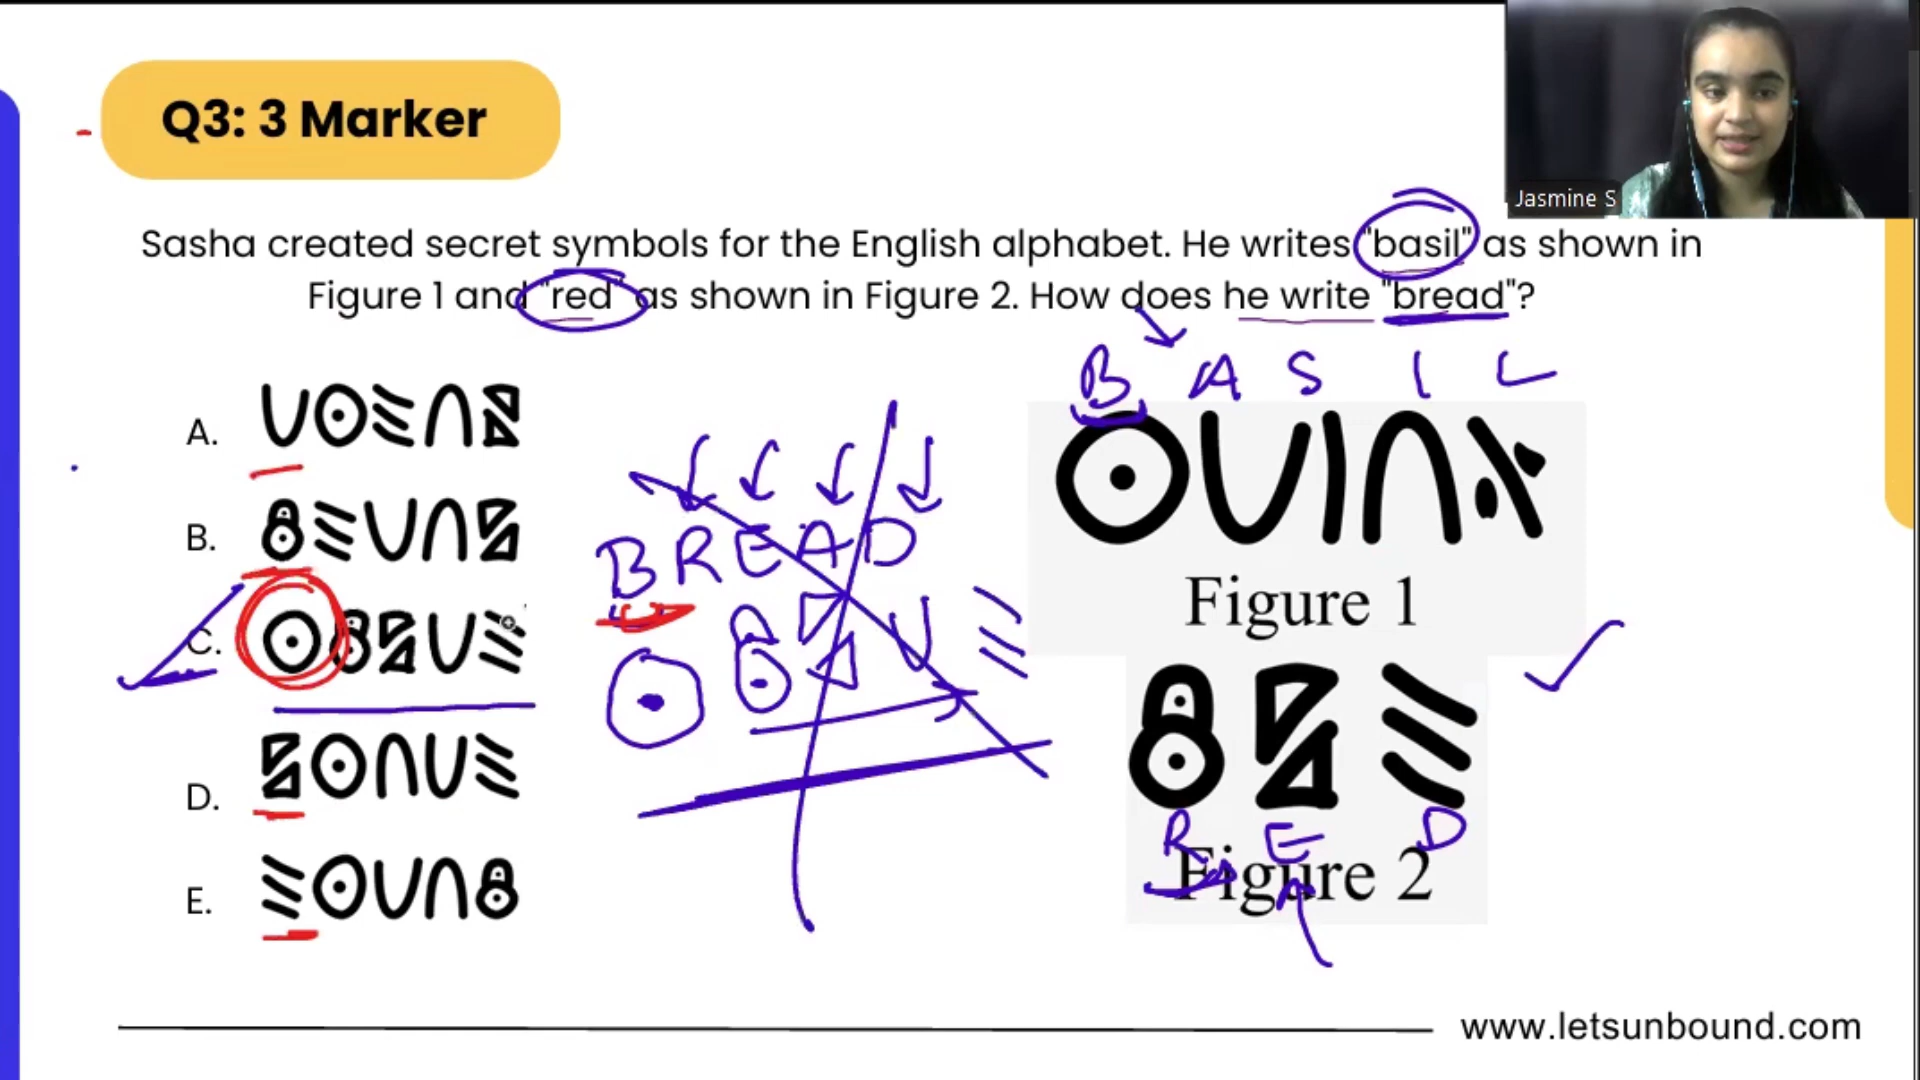 Q3: 3 Marker
Jasmine S
Sasha created secret symbols for the English alphabet. He writes "basil" as shown in
Figure 1 and "red" as shown in Figure 2. How does he write "bread"?
B A S I L
A.
B.
C.
D.
E.
BREAD
Figure 1
R E D
Figure 2
www.letsunbound.com